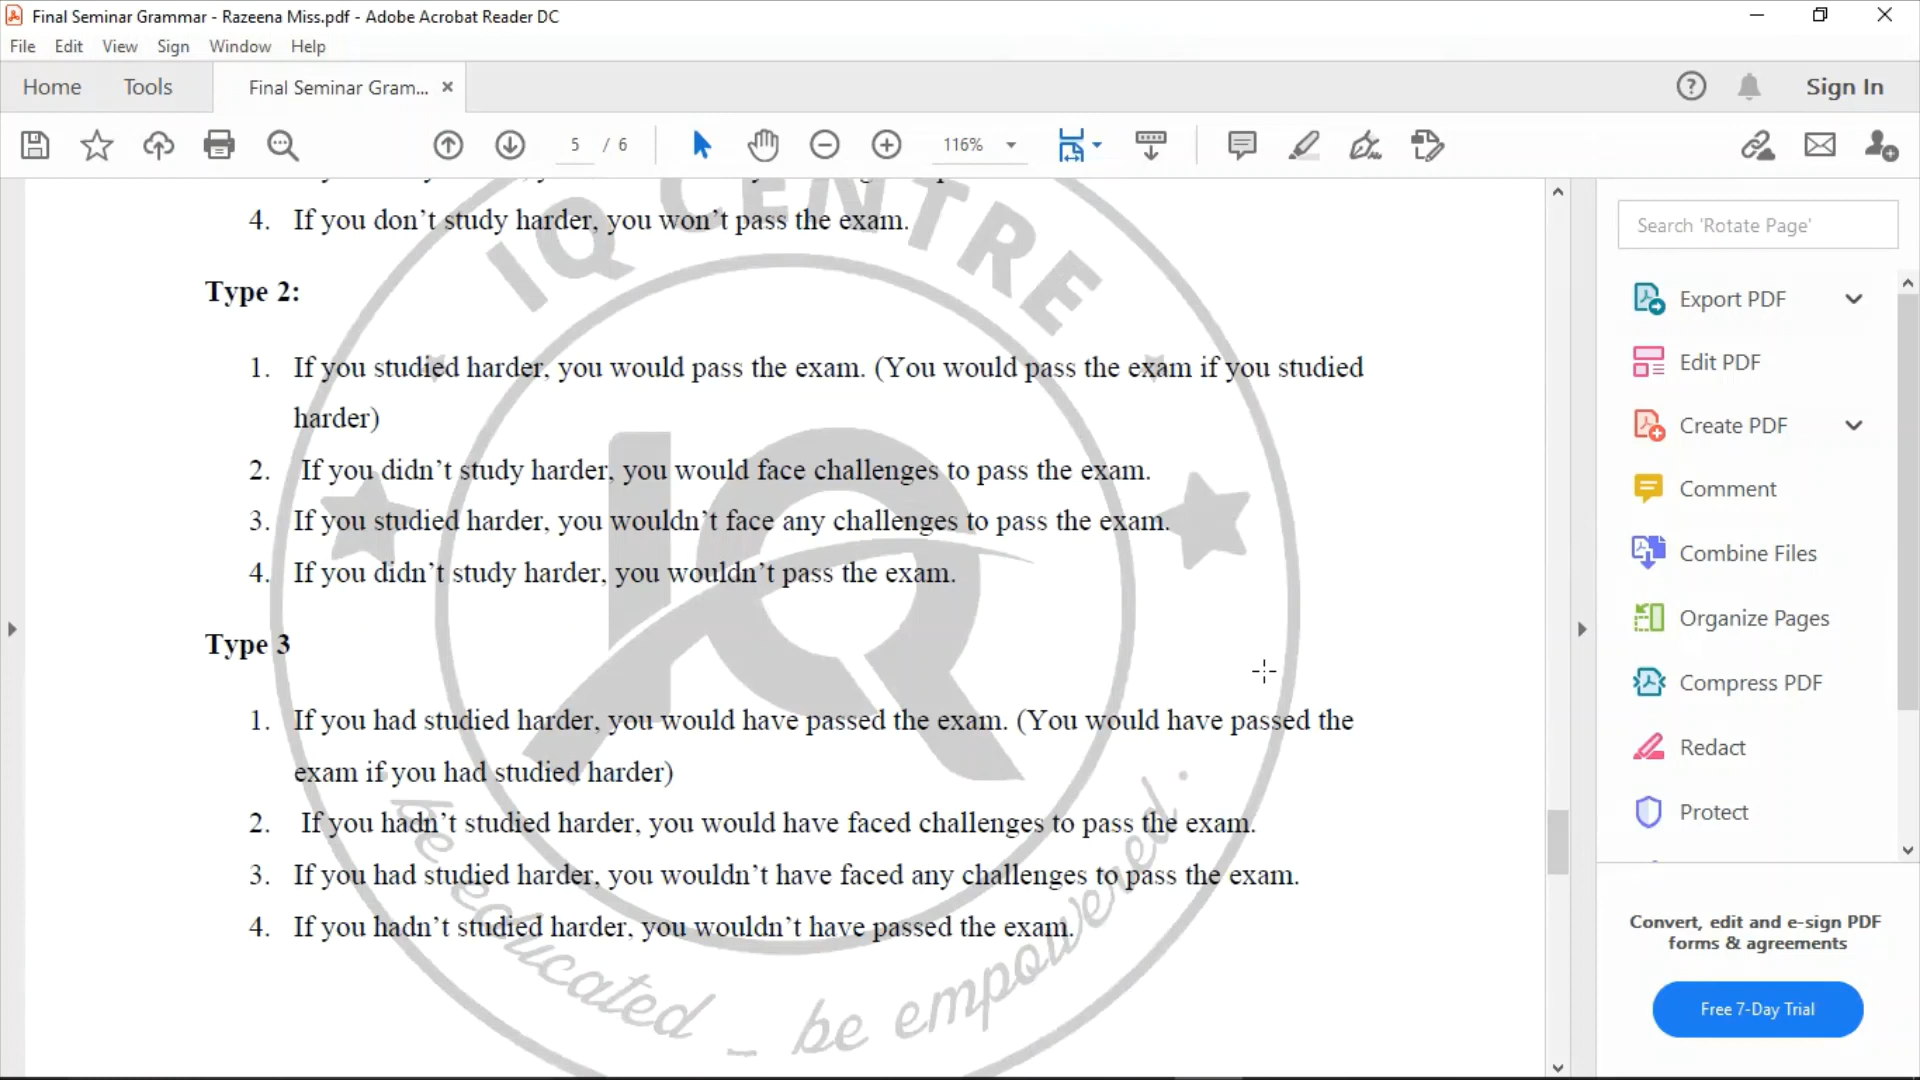 Final Seminar Grammar - Razeena Miss.pdf - Adobe Acrobat Reader DC
File Edit View Sign Window Help
Home Tools Final Seminar Gram... × Sign In
5 / 6 116%
4. If you don’t study harder, you won’t pass the exam.
Type 2:
1. If you studied harder, you would pass the exam. (You would pass the exam if you studied
harder)
2. If you didn’t study harder, you would face challenges to pass the exam.
3. If you studied harder, you wouldn’t face any challenges to pass the exam.
4. If you didn’t study harder, you wouldn’t pass the exam.
Type 3
1. If you had studied harder, you would have passed the exam. (You would have passed the
exam if you had studied harder)
2. If you hadn’t studied harder, you would have faced challenges to pass the exam.
3. If you had studied harder, you wouldn’t have faced any challenges to pass the exam.
4. If you hadn’t studied harder, you wouldn’t have passed the exam.
IQ CENTRE
IQ
be educated _ be empowered.
Search 'Rotate Page'
Export PDF
Edit PDF
Create PDF
Comment
Combine Files
Organize Pages
Compress PDF
Redact
Protect
Convert, edit and e-sign PDF
forms & agreements
Free 7-Day Trial